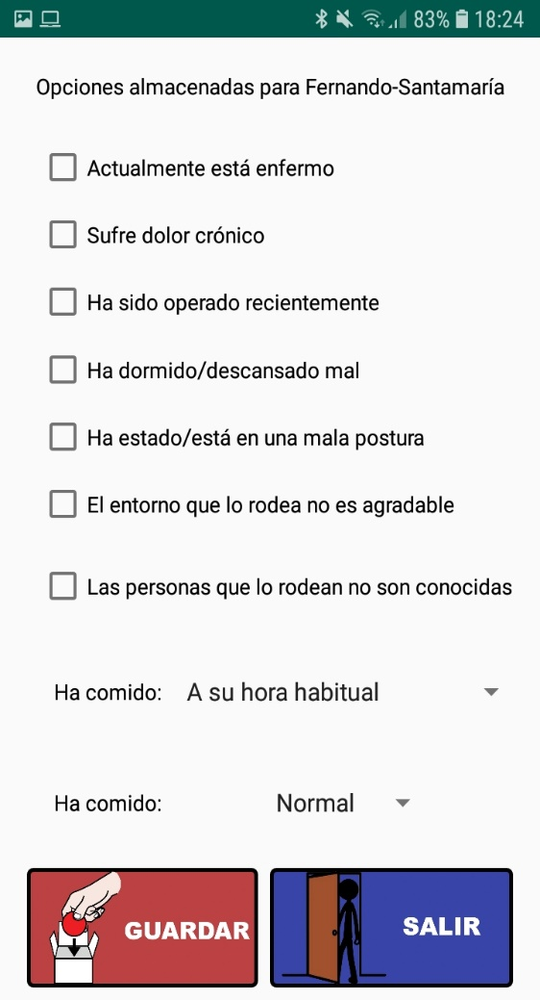 83% 18:24
Opciones almacenadas para Fernando-Santamaría
Actualmente está enfermo
Sufre dolor crónico
Ha sido operado recientemente
Ha dormido/descansado mal
Ha estado/está en una mala postura
El entorno que lo rodea no es agradable
Las personas que lo rodean no son conocidas
Ha comido: A su hora habitual
Ha comido: Normal
GUARDAR SALIR